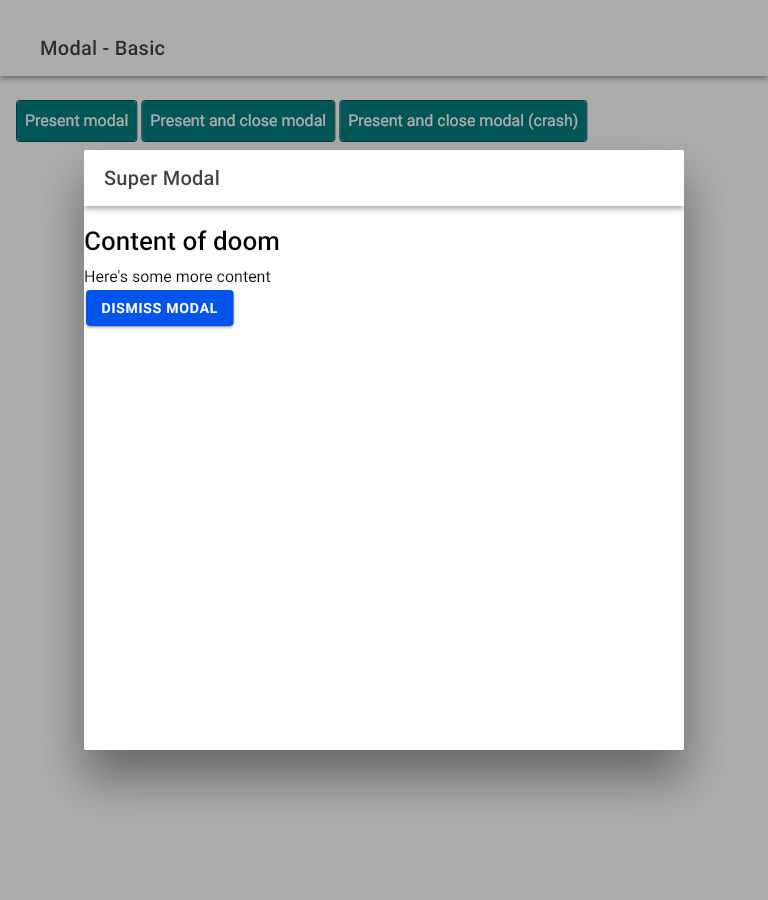 Modal - Basic
Present modal Present and close modal Present and close modal (crash)
Super Modal
Content of doom
Here's some more content
DISMISS MODAL